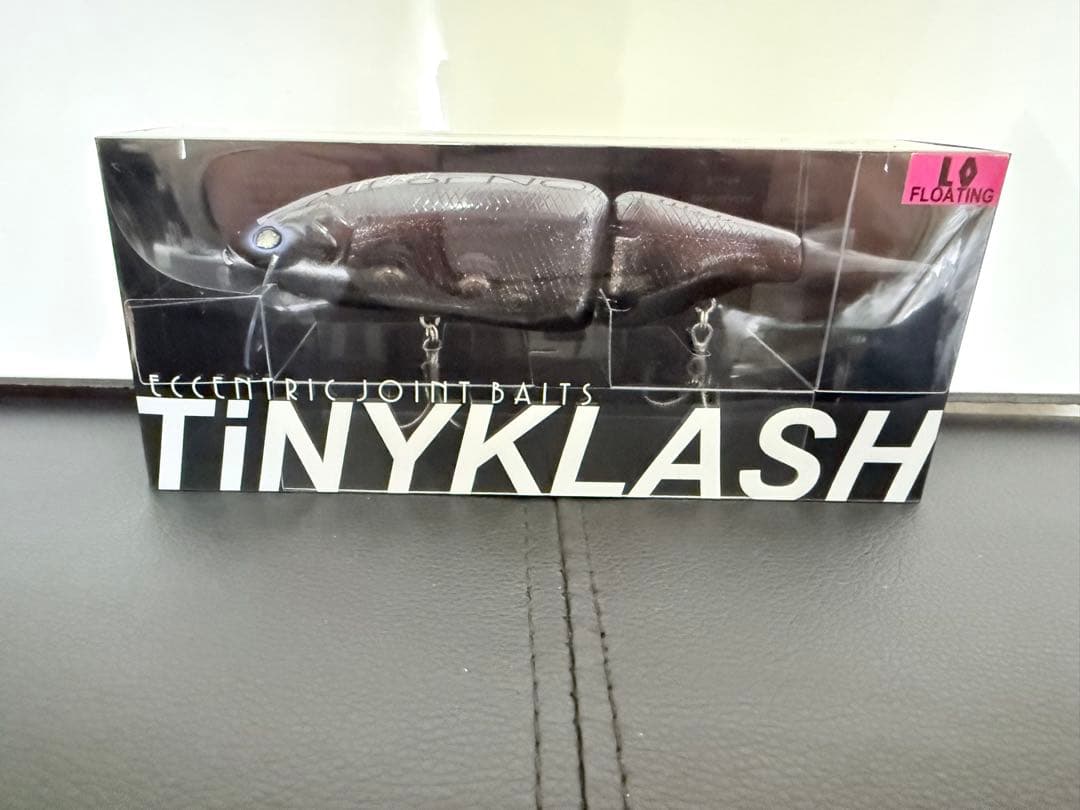 LO
FLOATING
ECCENTRIC JOINT BAITS
TiNYKLASH